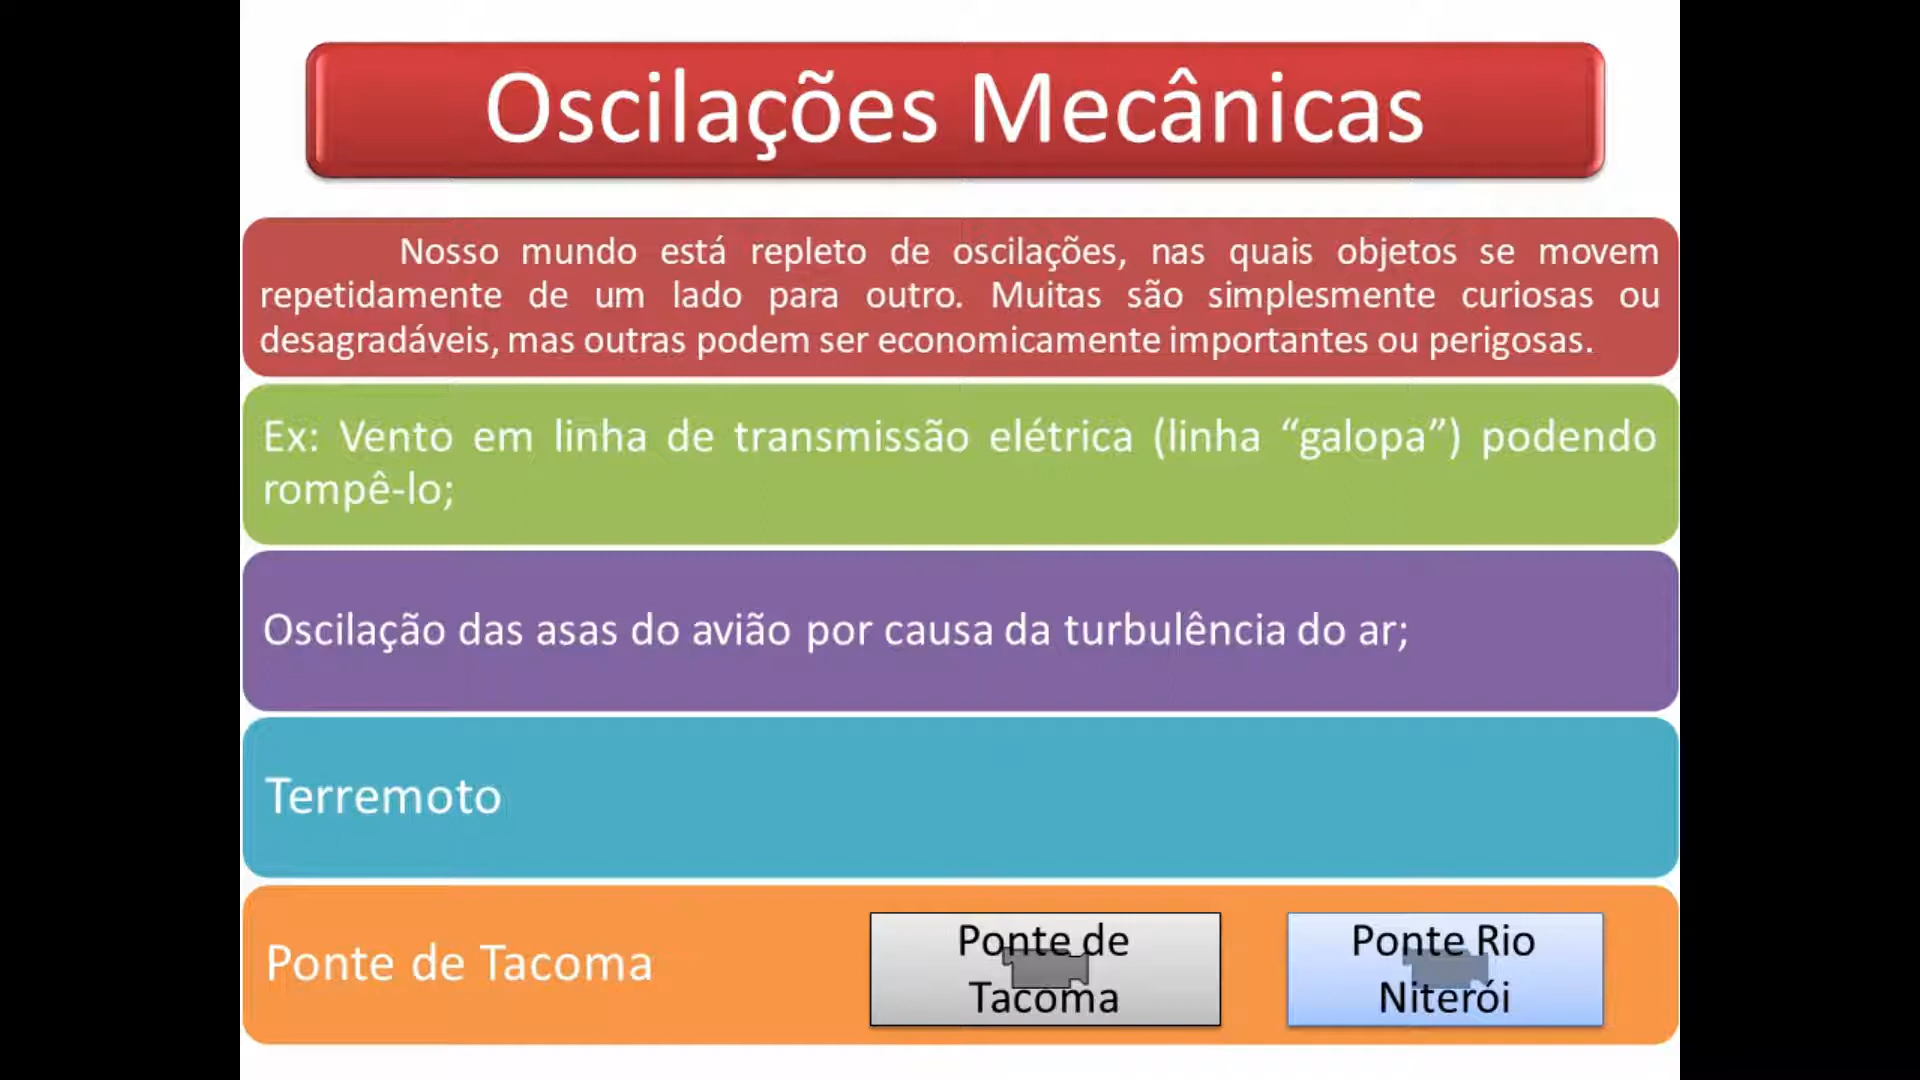 Oscilações Mecânicas
Nosso mundo está repleto de oscilações, nas quais objetos se movem
repetidamente de um lado para outro. Muitas são simplesmente curiosas ou
desagradáveis, mas outras podem ser economicamente importantes ou perigosas.
Ex: Vento em linha de transmissão elétrica (linha “galopa”) podendo
rompê-lo;
Oscilação das asas do avião por causa da turbulência do ar;
Terremoto
Ponte de Tacoma
Ponte de
Tacoma
Ponte Rio
Niterói